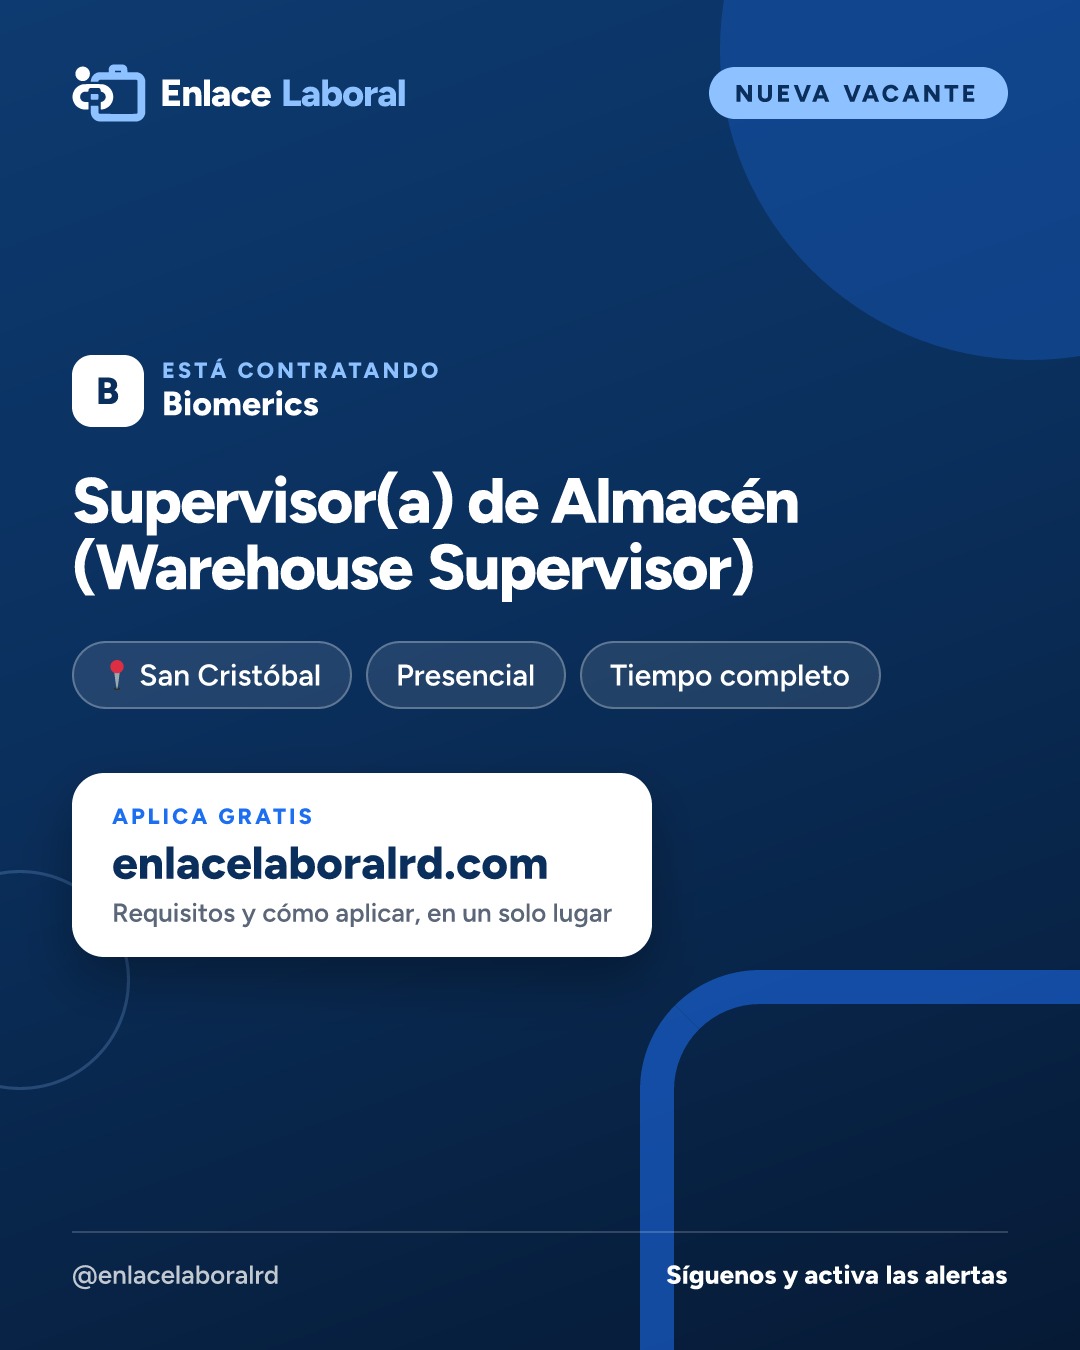 Enlace Laboral
NUEVA VACANTE
B
ESTÁ CONTRATANDO
Biomerics
Supervisor(a) de Almacén
(Warehouse Supervisor)
📍 San Cristóbal
Presencial
Tiempo completo
APLICA GRATIS
enlacelaboralrd.com
Requisitos y cómo aplicar, en un solo lugar
@enlacelaboralrd
Síguenos y activa las alertas